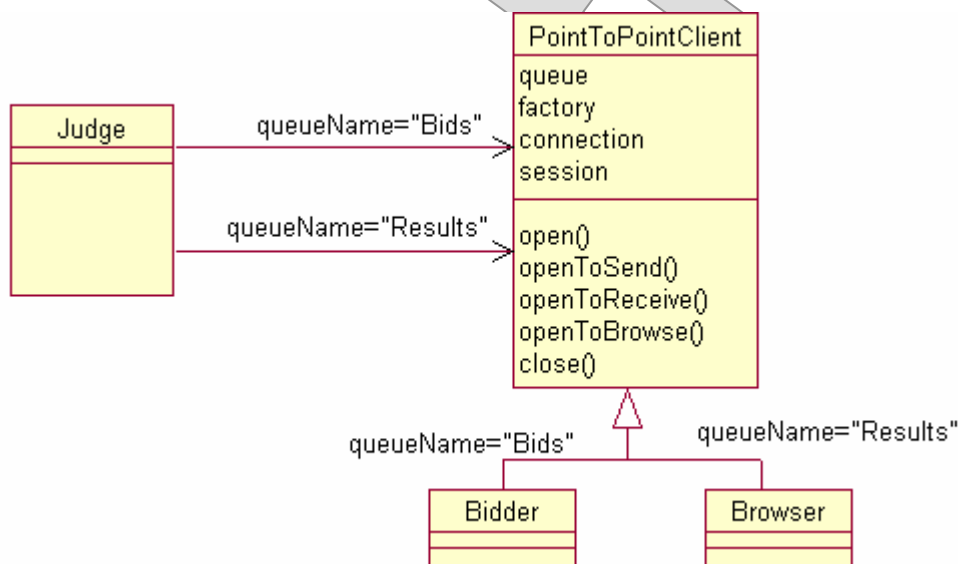 PointToPointClient
queue
factory
connection
session
open()
openToSend()
openToReceive()
openToBrowse()
close()
Judge
queueName="Bids"
queueName="Results"
queueName="Bids"
queueName="Results"
Bidder
Browser